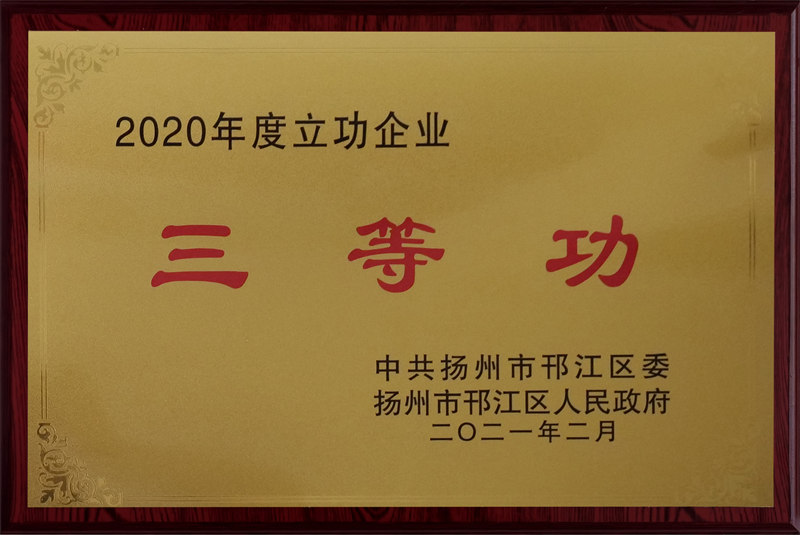 2020年度立功企业
三等功
中共扬州市邗江区委
扬州市邗江区人民政府
二〇二一年二月